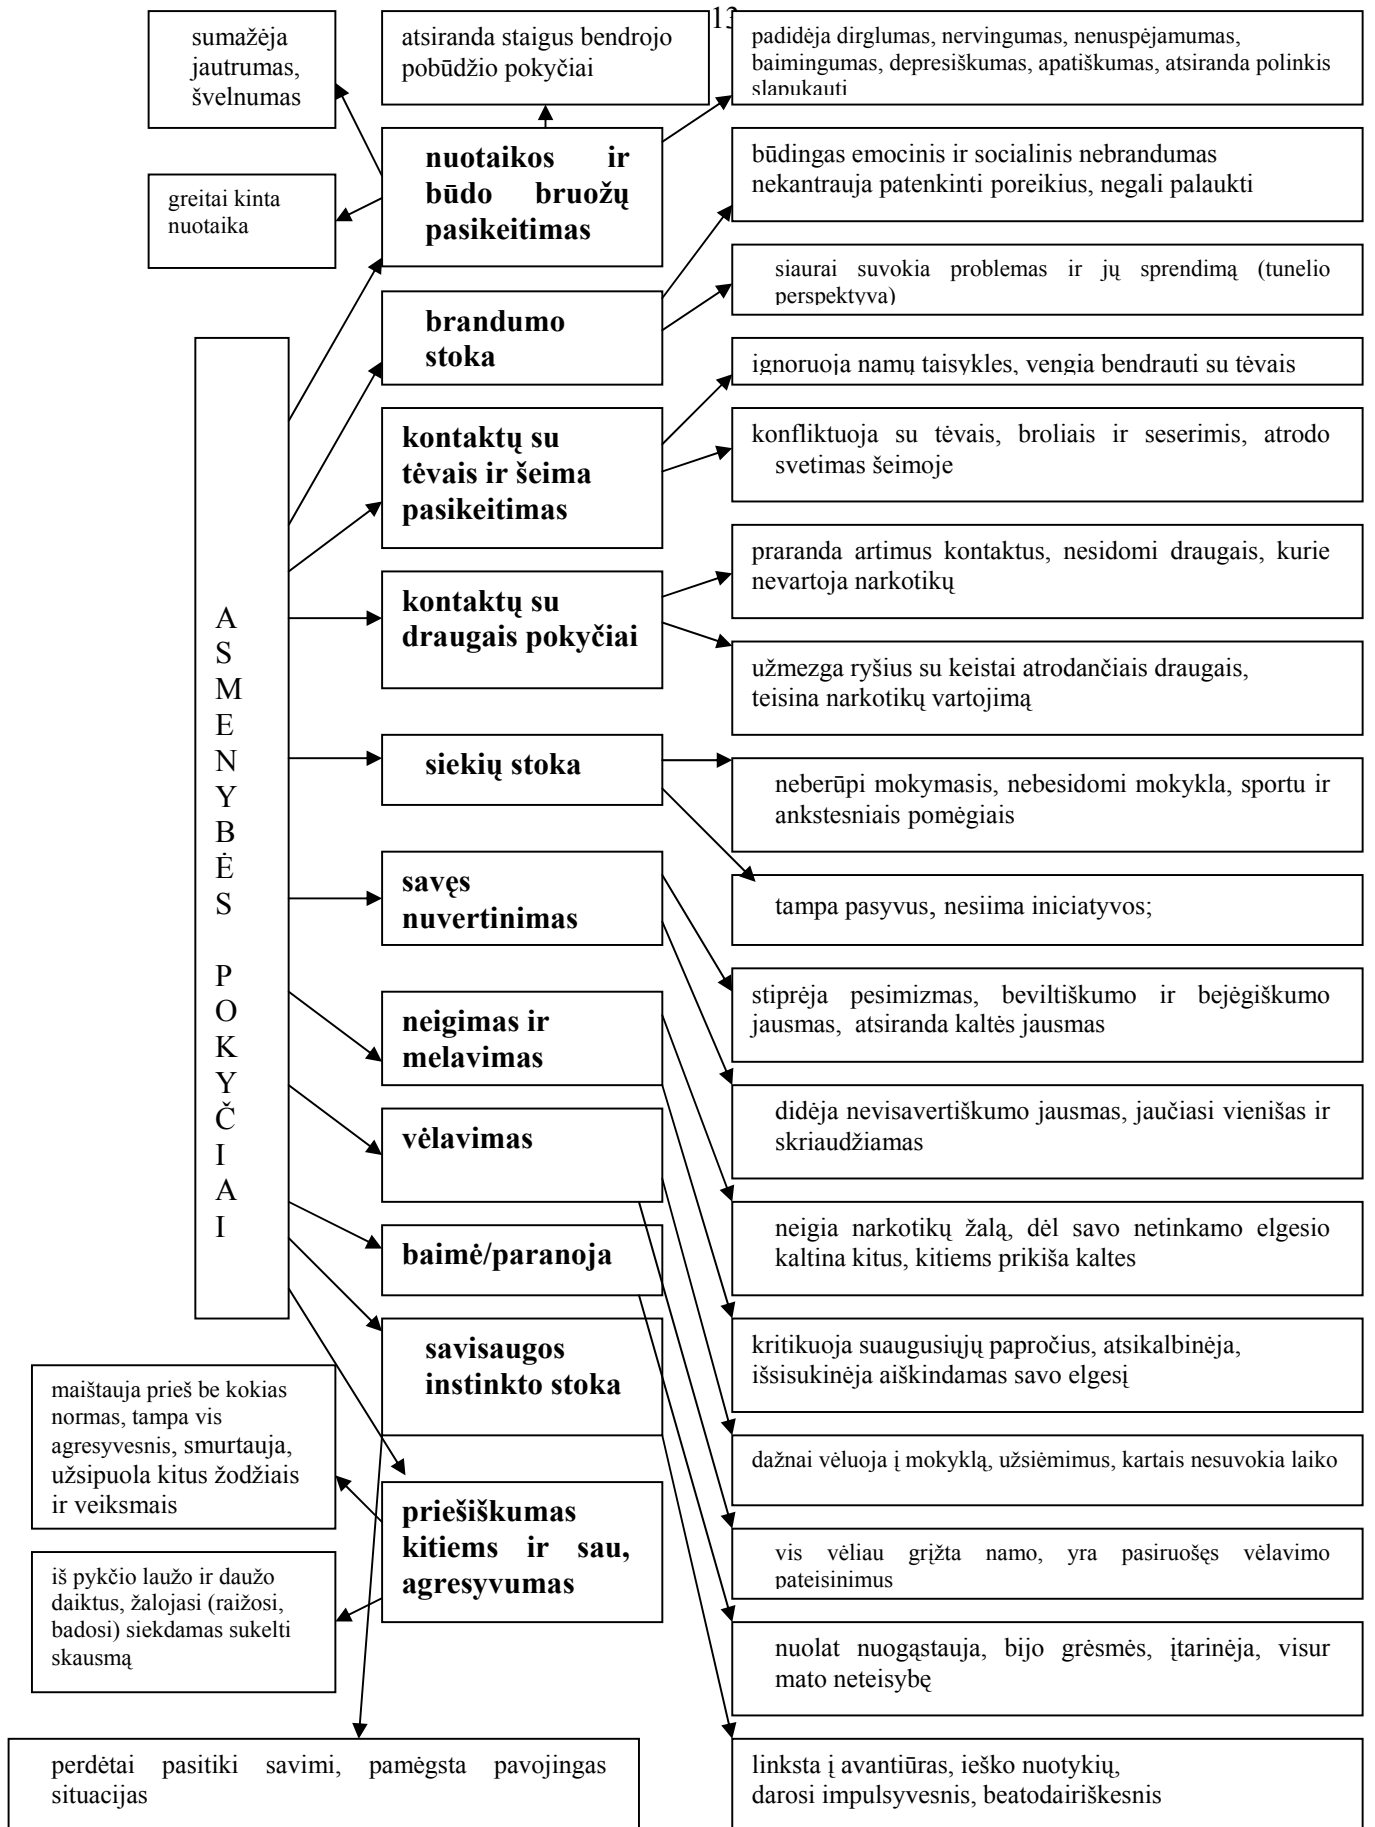 13
sumažėja
jautrumas,
švelnumas
atsiranda staigus bendrojo
pobūdžio pokyčiai
padidėja dirglumas, nervingumas, nenuspėjamumas,
baimingumas, depresiškumas, apatiškumas, atsiranda polinkis
slapukauti
nuotaikos ir
būdo bruožų
pasikeitimas
greitai kinta
nuotaika
būdingas emocinis ir socialinis nebrandumas
nekantrauja patenkinti poreikius, negali palaukti
siaurai suvokia problemas ir jų sprendimą (tunelio
perspektyva)
brandumo
stoka
ignoruoja namų taisykles, vengia bendrauti su tėvais
kontaktų su
tėvais ir šeima
pasikeitimas
konfliktuoja su tėvais, broliais ir seserimis, atrodo
svetimas šeimoje
praranda artimus kontaktus, nesidomi draugais, kurie
nevartoja narkotikų
kontaktų su
draugais pokyčiai
užmezga ryšius su keistai atrodančiais draugais,
teisina narkotikų vartojimą
A
S
M
E
N
Y
B
Ė
S
P
O
K
Y
Č
I
A
I
siekių stoka
neberūpi mokymasis, nebesidomi mokykla, sportu ir
ankstesniais pomėgiais
savęs
nuvertinimas
tampa pasyvus, nesiima iniciatyvos;
stiprėja pesimizmas, beviltiškumo ir bejėgiškumo
jausmas, atsiranda kaltės jausmas
neigimas ir
melavimas
didėja nevisavertiškumo jausmas, jaučiasi vienišas ir
skriaudžiamas
vėlavimas
neigia narkotikų žalą, dėl savo netinkamo elgesio
kaltina kitus, kitiems prikiša kaltes
baimė/paranoja
kritikuoja suaugusiųjų papročius, atsikalbinėja,
išsisukinėja aiškindamas savo elgesį
savisaugos
instinkto stoka
maištauja prieš be kokias
normas, tampa vis
agresyvesnis, smurtauja,
užsipuola kitus žodžiais
ir veiksmais
dažnai vėluoja į mokyklą, užsiėmimus, kartais nesuvokia laiko
priešiškumas
kitiems ir sau,
agresyvumas
vis vėliau grįžta namo, yra pasiruošęs vėlavimo
pateisinimus
iš pykčio laužo ir daužo
daiktus, žalojasi (raižosi,
badosi) siekdamas sukelti
skausmą
nuolat nuogąstauja, bijo grėsmės, įtarinėja, visur
mato neteisybę
perdėtai pasitiki savimi, pamėgsta pavojingas
situacijas
linksta į avantiūras, ieško nuotykių,
darosi impulsyvesnis, beatodairiškesnis